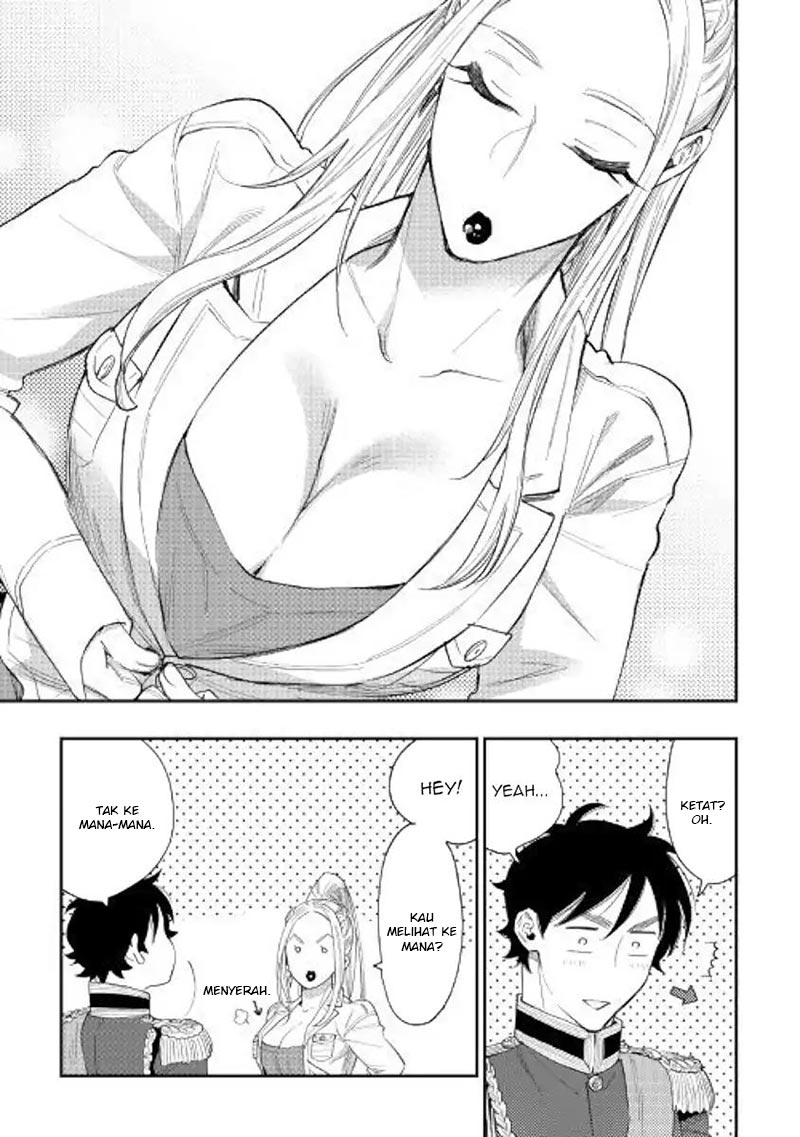 KETAT?
OH.
YEAH...
HEY!
KAU
MELIHAT KE
MANA?
MENYERAH.
TAK KE
MANA-MANA.